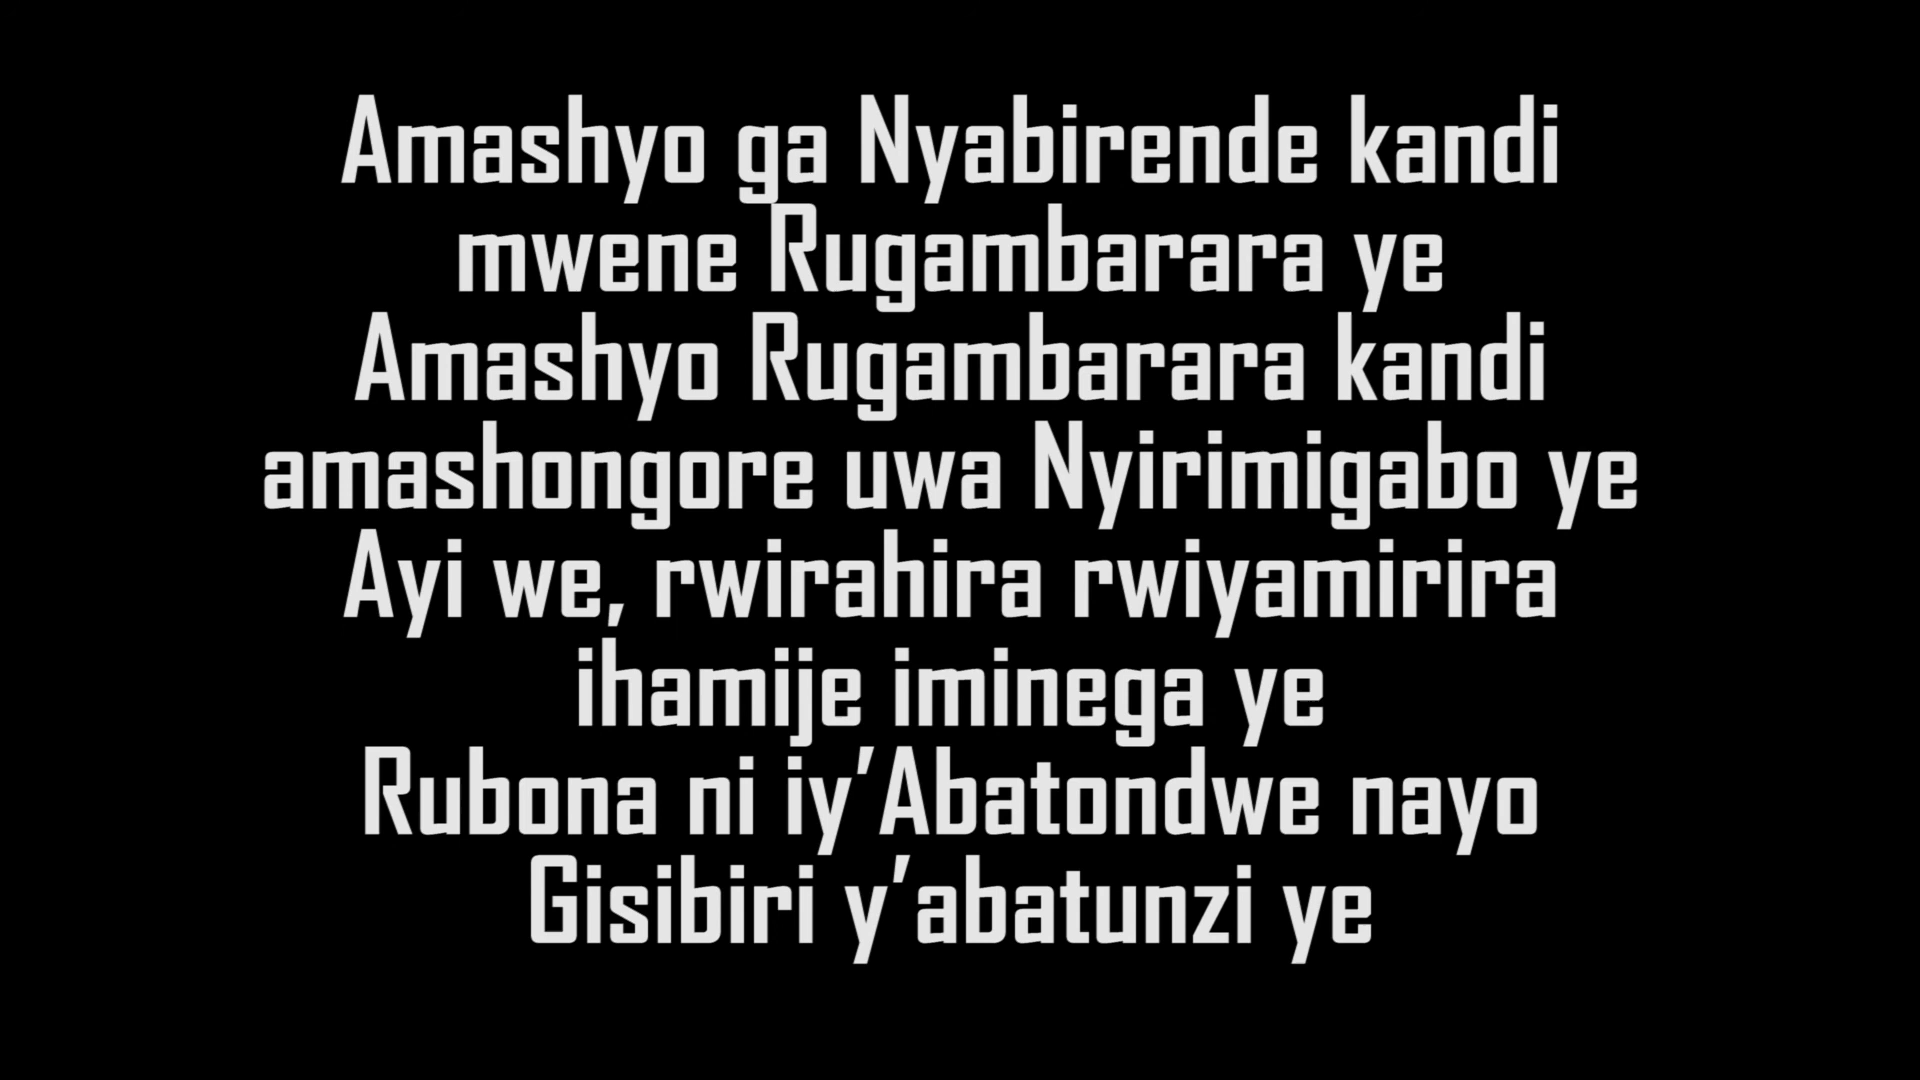 Amashyo ga Nyabirende kandi
mwene Rugambarara ye
Amashyo Rugambarara kandi
amashongore uwa Nyirimigabo ye
Ayi we, rwirahira rwiyamirira
ihamije iminega ye
Rubona ni iy’Abatondwe nayo
Gisibiri y’abatunzi ye